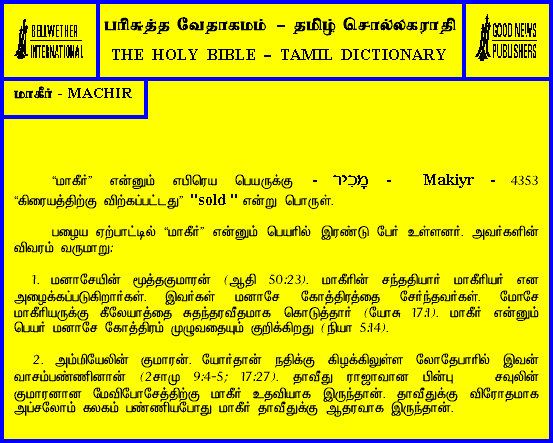 BELLWETHER
INTERNATIONAL
பரிசுத்த வேதாகமம் – தமிழ் சொல்லகராதி
THE HOLY BIBLE – TAMIL DICTIONARY
GOOD NEWS
PUBLISHERS
மாகீர் - MACHIR
“மாகீர்” என்னும் எபிரெய பெயருக்கு - מָכִיר - Makiyr - 4353
“கிரையத்திற்கு விற்கப்பட்டது” "sold" என்று பொருள்.
பழைய ஏற்பாட்டில் “மாகீர்” என்னும் பெயரில் இரண்டு பேர் உள்ளனர். அவர்களின்
விவரம் வருமாறு:
1. மனாசேயின் மூத்தகுமாரன் (ஆதி 50:23). மாகீரின் சந்ததியார் மாகீரியர் என
அழைக்கப்படுகிறார்கள். இவர்கள் மனாசே கோத்திரத்தை சேர்ந்தவர்கள். மோசே
மாகீரியருக்கு கீலேயாத்தை சுதந்தரவீதமாக கொடுத்தார் (யோசு 17:1). மாகீர் என்னும்
பெயர் மனாசே கோத்திரம் முழுவதையும் குறிக்கிறது (நியா 5:14).
2. அம்மியேலின் குமாரன். யோர்தான் நதிக்கு கிழக்கிலுள்ள லோதேபாரில் இவன்
வாசம்பண்ணினான் (2சாமு 9:4-5; 17:27). தாவீது ராஜாவான பின்பு சவுலின்
குமாரனான மேவிபோசேத்திற்கு மாகீர் உதவியாக இருந்தான். தாவீதுக்கு விரோதமாக
அப்சலோம் கலகம் பண்ணியபோது மாகீர் தாவீதுக்கு ஆதரவாக இருந்தான்.